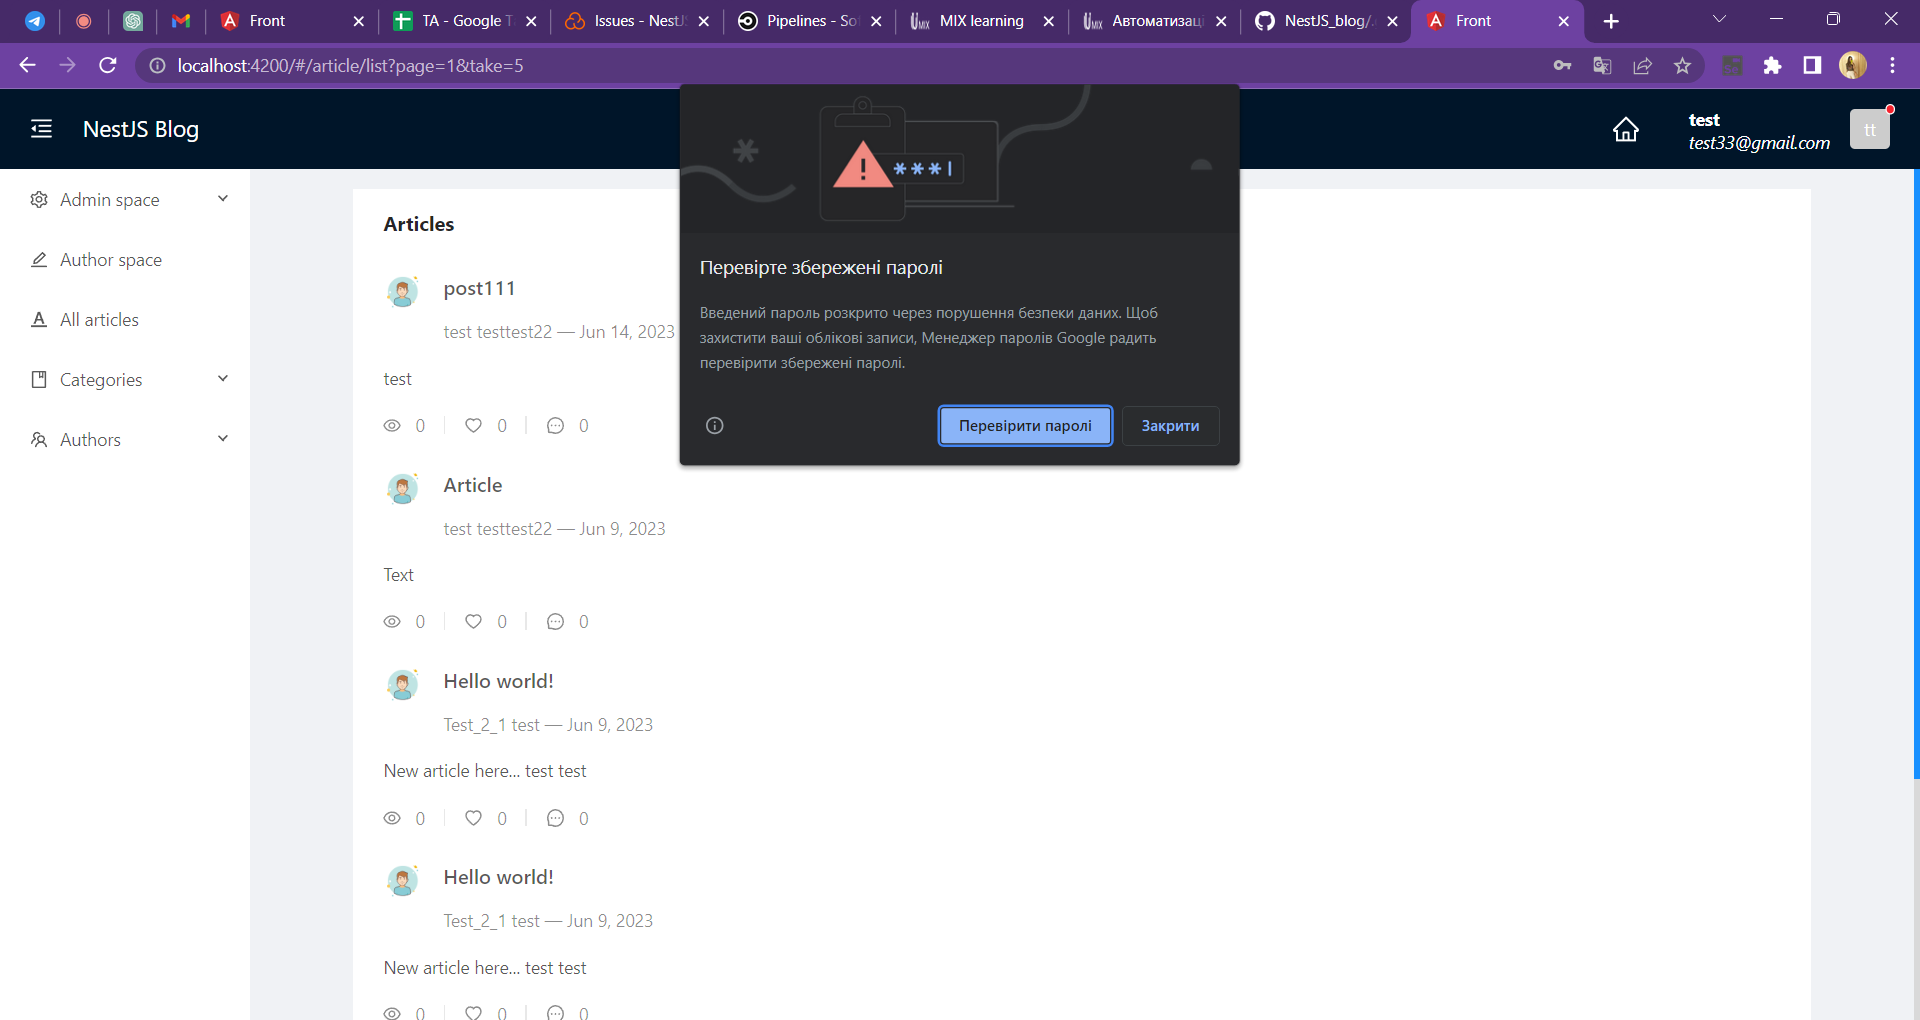 Front
TA - Google T
Issues - NestJS
Pipelines - So
MIX learning
Автоматизаці
NestJS_blog/.
Front
localhost:4200/#/article/list?page=1&take=5
NestJS Blog
test
test33@gmail.com
tt
Admin space
Author space
All articles
Categories
Authors
Articles
post111
test testtest22 — Jun 14, 2023
test
0 0 0
Article
test testtest22 — Jun 9, 2023
Text
0 0 0
Hello world!
Test_2_1 test — Jun 9, 2023
New article here... test test
0 0 0
Hello world!
Test_2_1 test — Jun 9, 2023
New article here... test test
0 0 0
***
Перевірте збережені паролі
Введений пароль розкрито через порушення безпеки даних. Щоб
захистити ваші облікові записи, Менеджер паролів Google радить
перевірити збережені паролі.
Перевірити паролі
Закрити